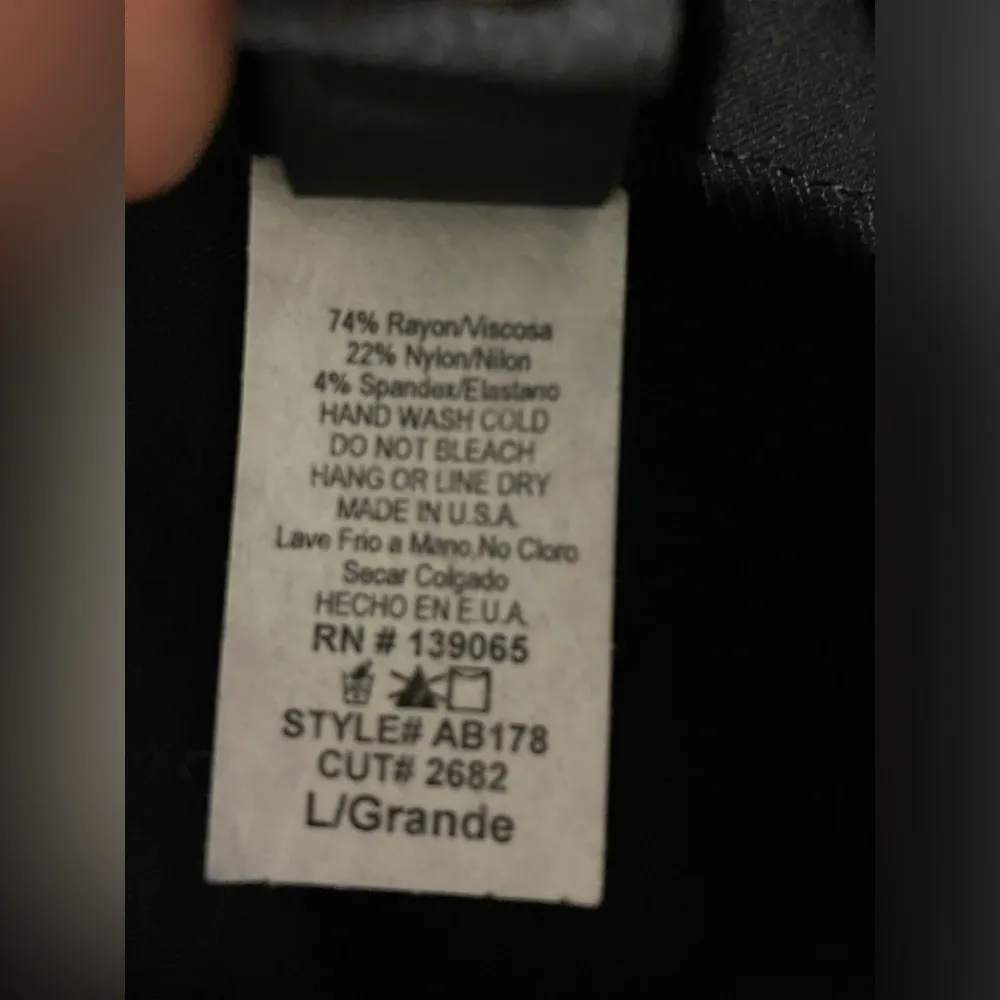 74% Rayon/Viscosa
22% Nylon/Nilon
4% Spandex/Elastano
HAND WASH COLD
DO NOT BLEACH
HANG OR LINE DRY
MADE IN U.S.A.
Lave Frio a Mano.No Cloro
Secar Colgado
HECHO EN E.U.A.
RN # 139065
STYLE# AB178
CUT# 2682
L/Grande